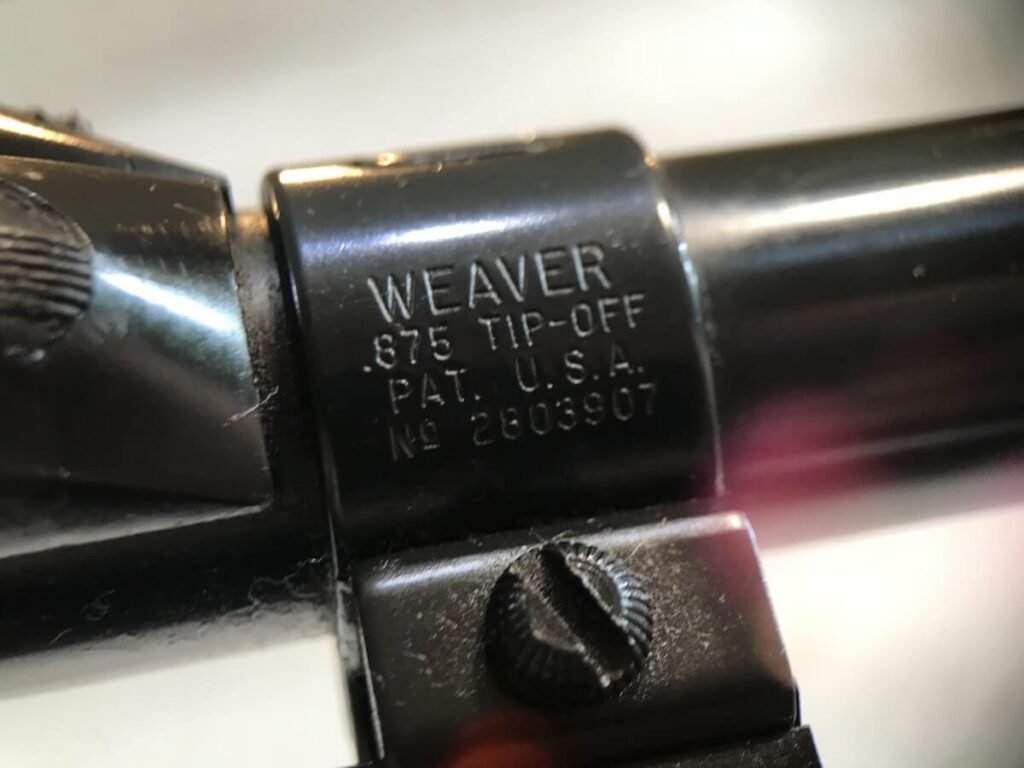 WEAVER
.875 TIP-OFF
PAT. U.S.A.
Nº 2803907